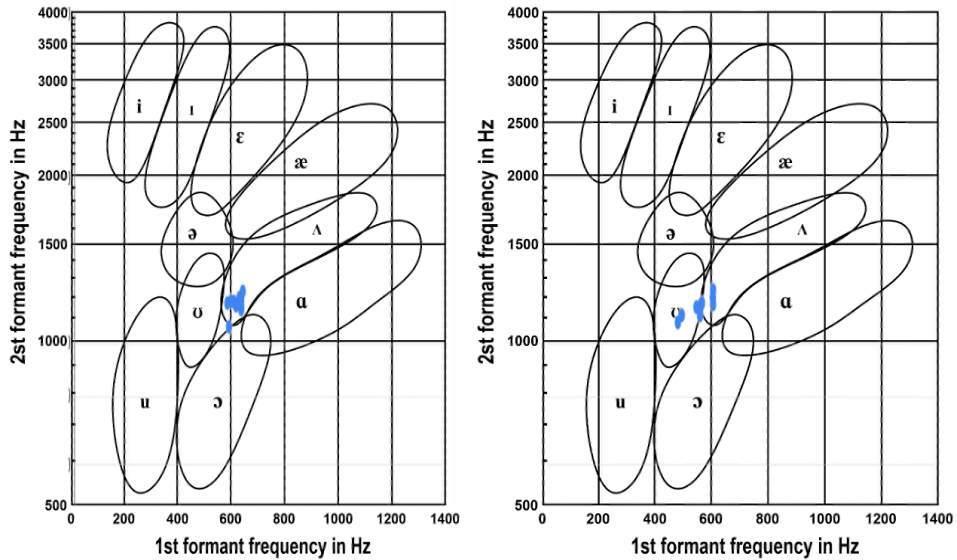 4000
3500
3000
2500
2000
1500
1000
500
0
200
400
600
800
1000
1200
1400
2st formant frequency in Hz
1st formant frequency in Hz
i
ɪ
ɛ
æ
ə
ʌ
ʊ
ɑ
u
ɔ
4000
3500
3000
2500
2000
1500
1000
500
0
200
400
600
800
1000
1200
1400
2st formant frequency in Hz
1st formant frequency in Hz
i
ɪ
ɛ
æ
ə
ʌ
ʊ
ɑ
u
ɔ